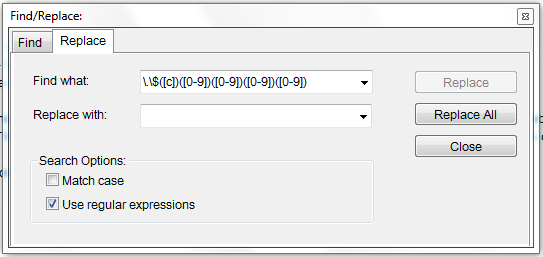 Find/Replace:
Find Replace
Find what: \.\$([c])([0-9])([0-9])([0-9])([0-9]) Replace
Replace with: Replace All
Close
Search Options:
Match case
Use regular expressions